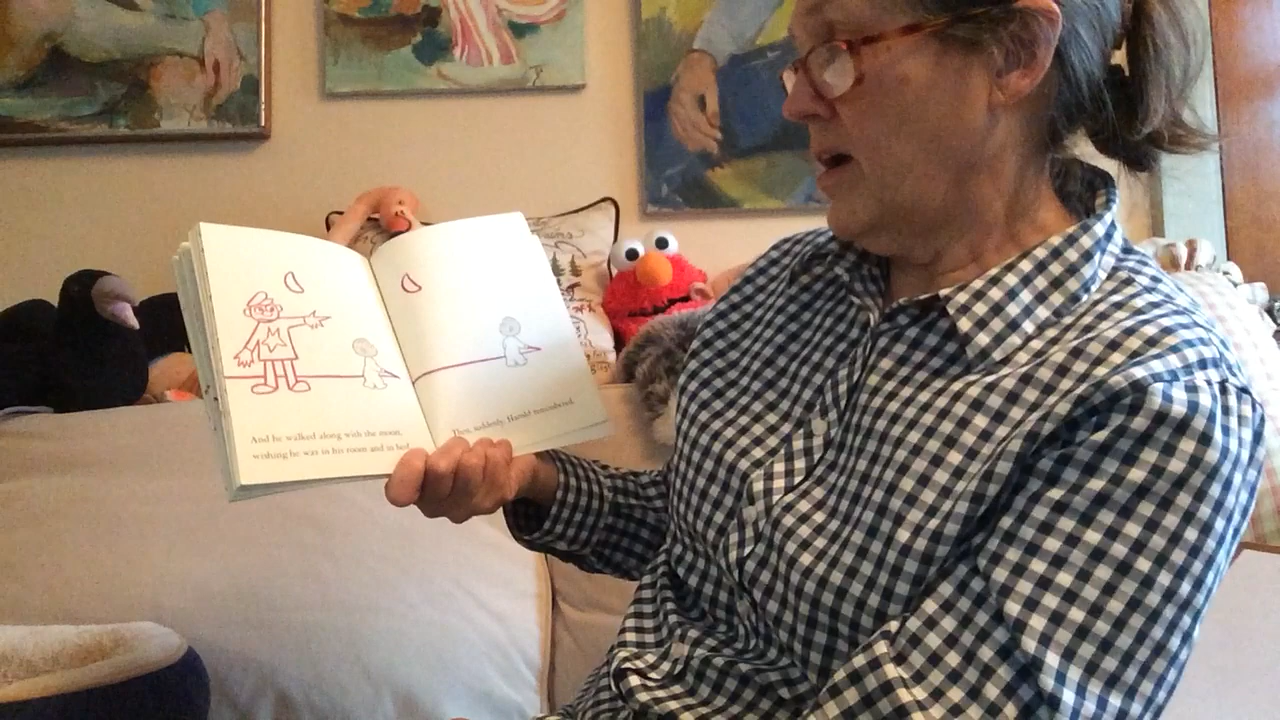 And he walked along with the moon,
wishing he was in his room and in bed.
Then, suddenly, Harold remembered.